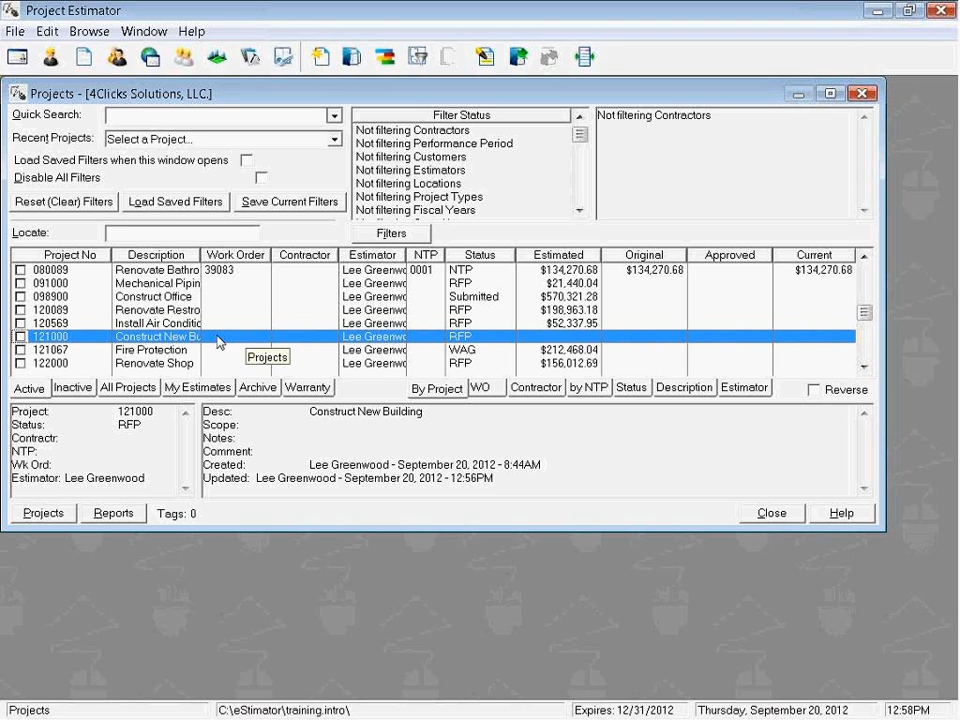 Project Estimator
File Edit Browse Window Help
Projects - [4Clicks Solutions, LLC.]
Quick Search:
Recent Projects: Select a Project...
Load Saved Filters when this window opens
Disable All Filters
Reset (Clear) Filters Load Saved Filters Save Current Filters
Filter Status
Not filtering Contractors
Not filtering Performance Period
Not filtering Customers
Not filtering Estimators
Not filtering Locations
Not filtering Project Types
Not filtering Fiscal Years
Not filtering Contractors
Locate: Filters
Project No Description Work Order Contractor Estimator NTP Status Estimated Original Approved Current
080089 Renovate Bathro 39083 Lee Greenwo 0001 NTP $134,270.68 $134,270.68 $134,270.68
091000 Mechanical Pipin Lee Greenwo RFP $21,440.04
098900 Construct Office Lee Greenwo Submitted $570,321.28
120089 Renovate Restro Lee Greenwo RFP $198,963.18
120569 Install Air Conditic Lee Greenwo RFP $52,337.95
121000 Construct New Bu Lee Greenwo RFP
121067 Fire Protection Lee Greenwo WAG $212,468.04
122000 Renovate Shop Lee Greenwo RFP $156,012.69
Projects
Active Inactive All Projects My Estimates Archive Warranty By Project WO Contractor by NTP Status Description Estimator Reverse
Project: 121000
Status: RFP
Contractr:
NTP:
Wk Ord:
Estimator: Lee Greenwood
Desc: Construct New Building
Scope:
Notes:
Comment:
Created: Lee Greenwood - September 20, 2012 - 8:44AM
Updated: Lee Greenwood - September 20, 2012 - 12:56PM
Projects Reports Tags: 0 Close Help
Projects C:\eStimator\training.intro\ Expires: 12/31/2012 Thursday, September 20, 2012 12:58PM